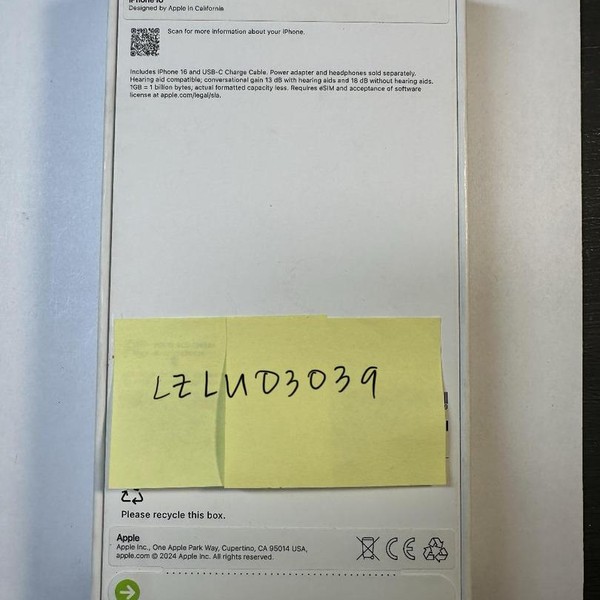 iPhone 16
Designed by Apple in California
Scan for more information about your iPhone.
Includes iPhone 16 and USB-C Charge Cable. Power adapter and headphones sold separately.
Hearing aid compatible; conversational gain 13 dB with hearing aids and 18 dB without hearing aids.
1GB = 1 billion bytes; actual formatted capacity less. Requires eSIM and acceptance of software
license at apple.com/legal/sla.
LZLU03039
Please recycle this box.
Apple
Apple Inc., One Apple Park Way, Cupertino, CA 95014 USA,
apple.com © 2024 Apple Inc. All rights reserved.
CE